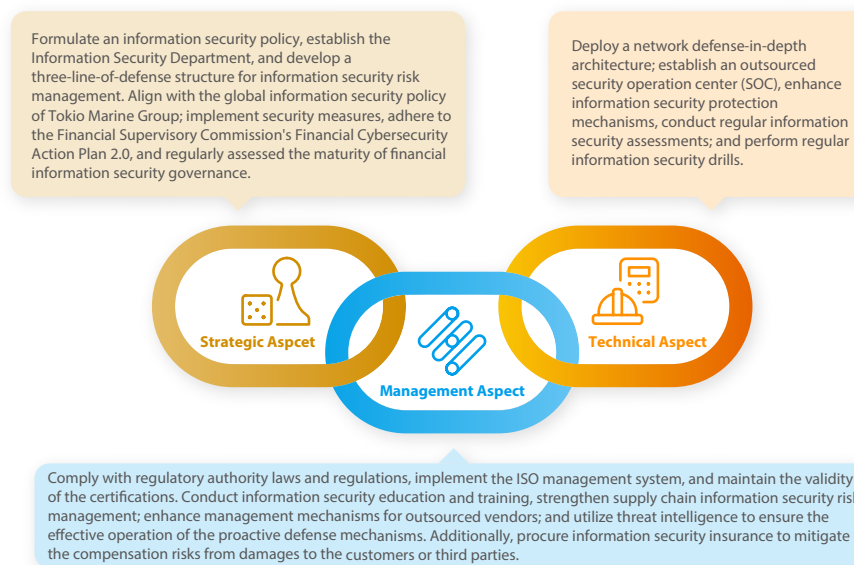 Formulate an information security policy, establish the
Information Security Department, and develop a
three-line-of-defense structure for information security risk
management. Align with the global information security policy
of Tokio Marine Group; implement security measures, adhere to
the Financial Supervisory Commission's Financial Cybersecurity
Action Plan 2.0, and regularly assessed the maturity of financial
information security governance.
Deploy a network defense-in-depth
architecture; establish an outsourced
security operation center (SOC), enhance
information security protection
mechanisms, conduct regular information
security assessments; and perform regular
information security drills.
Strategic Aspcet
Technical Aspect
Management Aspect
Comply with regulatory authority laws and regulations, implement the ISO management system, and maintain the validity
of the certifications. Conduct information security education and training, strengthen supply chain information security risk
management; enhance management mechanisms for outsourced vendors; and utilize threat intelligence to ensure the
effective operation of the proactive defense mechanisms. Additionally, procure information security insurance to mitigate
the compensation risks from damages to the customers or third parties.